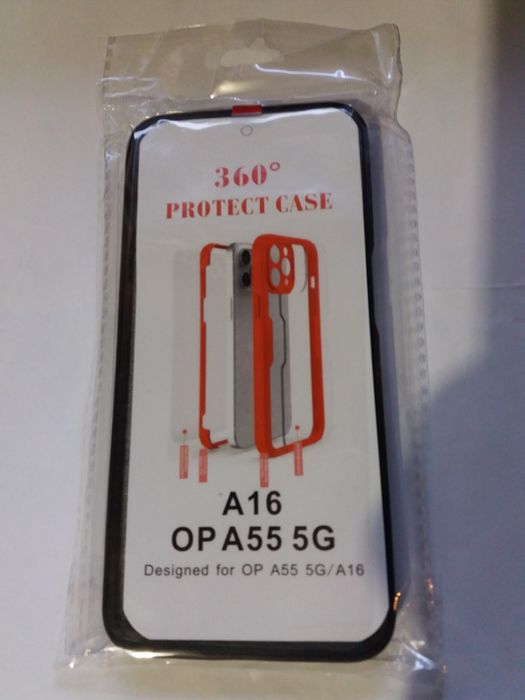 360°
PROTECT CASE
A16
OP A55 5G
Designed for OP A55 5G/A16